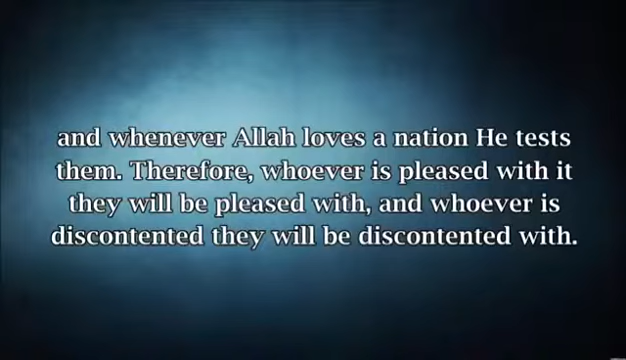 and whenever Allah loves a nation He tests
them. Therefore, whoever is pleased with it
they will be pleased with, and whoever is
discontented they will be discontented with.